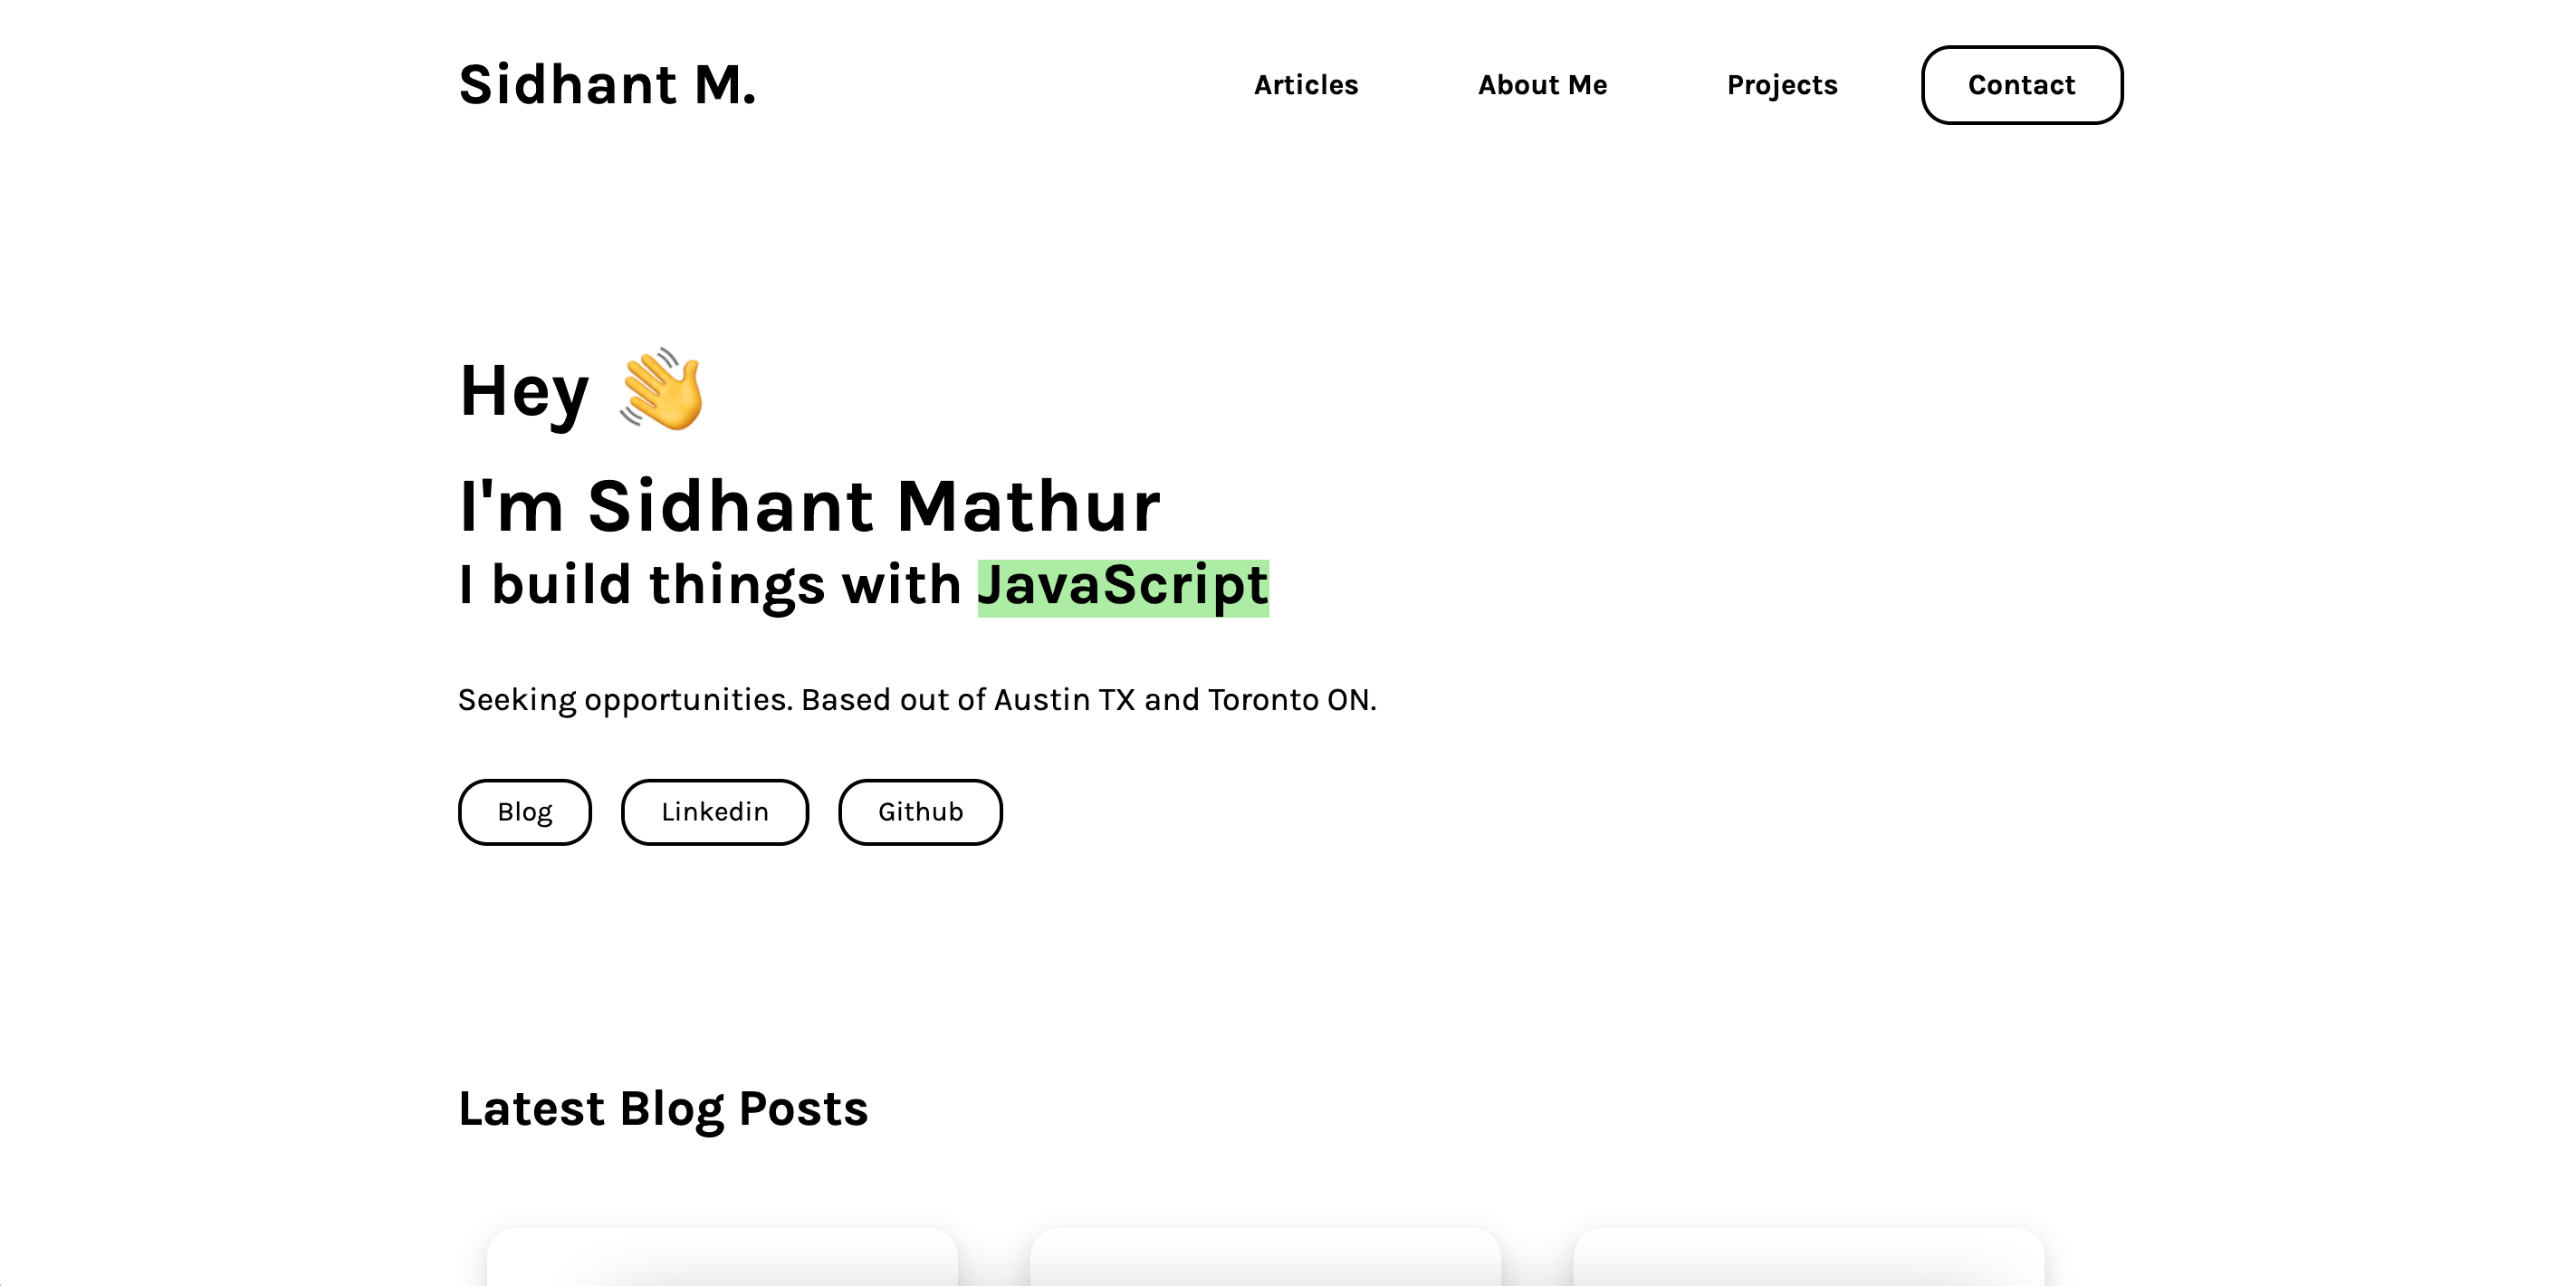 Sidhant M.
Articles
About Me
Projects
Contact
Hey 👋
I'm Sidhant Mathur
I build things with JavaScript
Seeking opportunities. Based out of Austin TX and Toronto ON.
Blog
Linkedin
Github
Latest Blog Posts